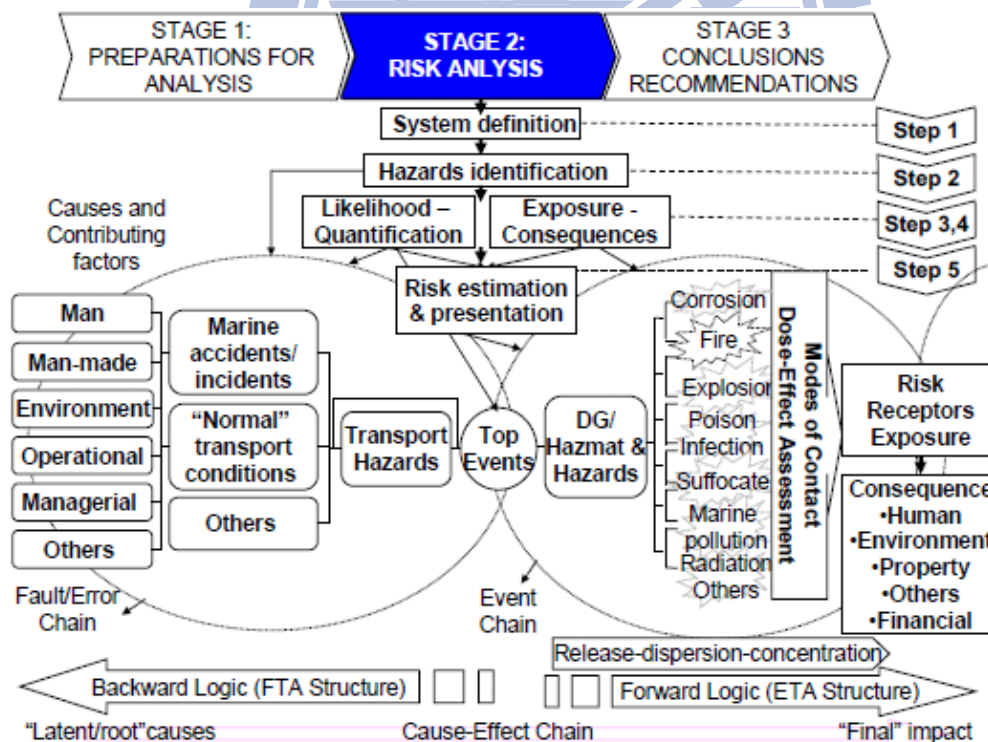 STAGE 1:
PREPARATIONS FOR
ANALYSIS
STAGE 2:
RISK ANLYSIS
STAGE 3
CONCLUSIONS
RECOMMENDATIONS
System definition
Step 1
Hazards identification
Step 2
Likelihood –
Quantification
Exposure -
Consequences
Step 3,4
Step 5
Risk estimation
& presentation
Causes and
Contributing
factors
Man
Man-made
Environment
Operational
Managerial
Others
Marine
accidents/
incidents
“Normal”
transport
conditions
Others
Transport
Hazards
Top
Events
DG/
Hazmat &
Hazards
Corrosion
Fire
Explosion
Poison
Infection
Suffocate
Marine
pollution
Radiation
Others
Modes of Contact
Dose-Effect Assessment
Risk
Receptors
Exposure
Consequence
•Human
•Environment
•Property
•Others
•Financial
Fault/Error
Chain
Event
Chain
Release-dispersion-concentration
Backward Logic (FTA Structure)
Forward Logic (ETA Structure)
“Latent/root”causes
Cause-Effect Chain
“Final” impact